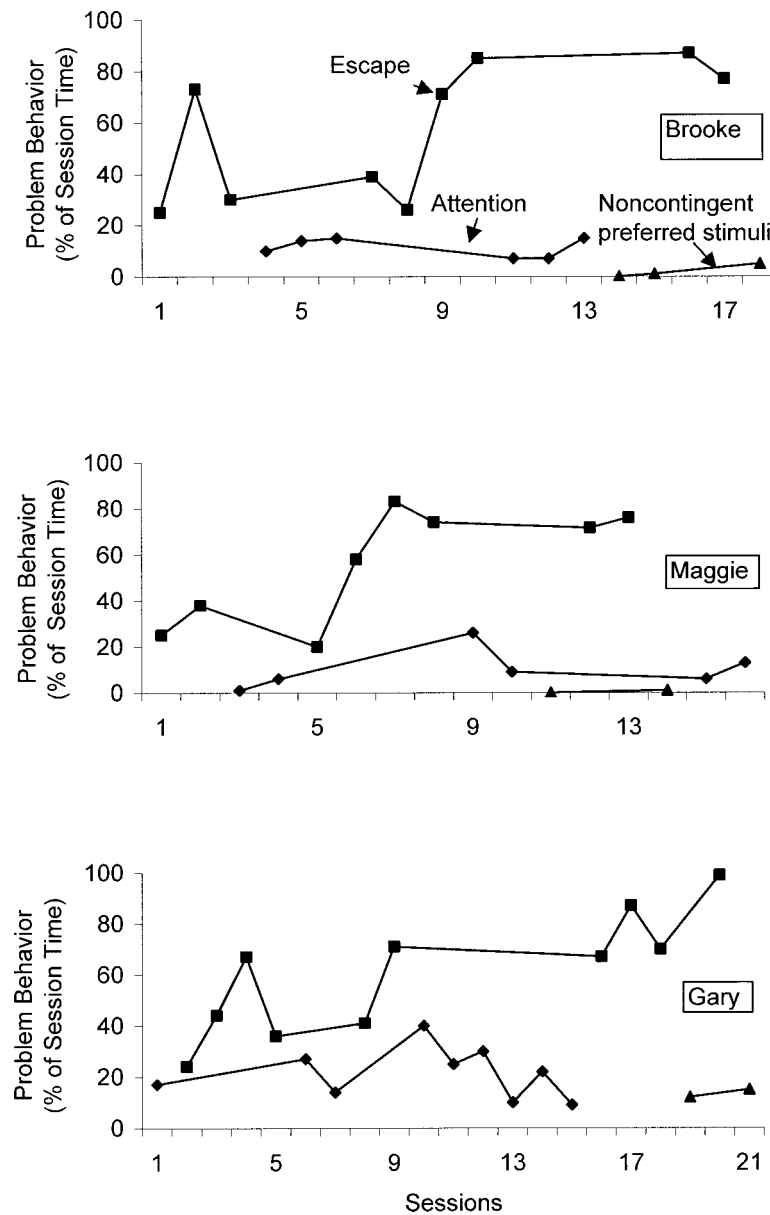 100
80
60
40
20
0
Problem Behavior
(% of Session Time)
Escape
Brooke
Attention
Noncontingent
preferred stimuli
1 5 9 13 17
100
80
60
40
20
0
Problem Behavior
(% of Session Time)
Maggie
1 5 9 13
100
80
60
40
20
0
Problem Behavior
(% of Session Time)
Gary
1 5 9 13 17 21
Sessions